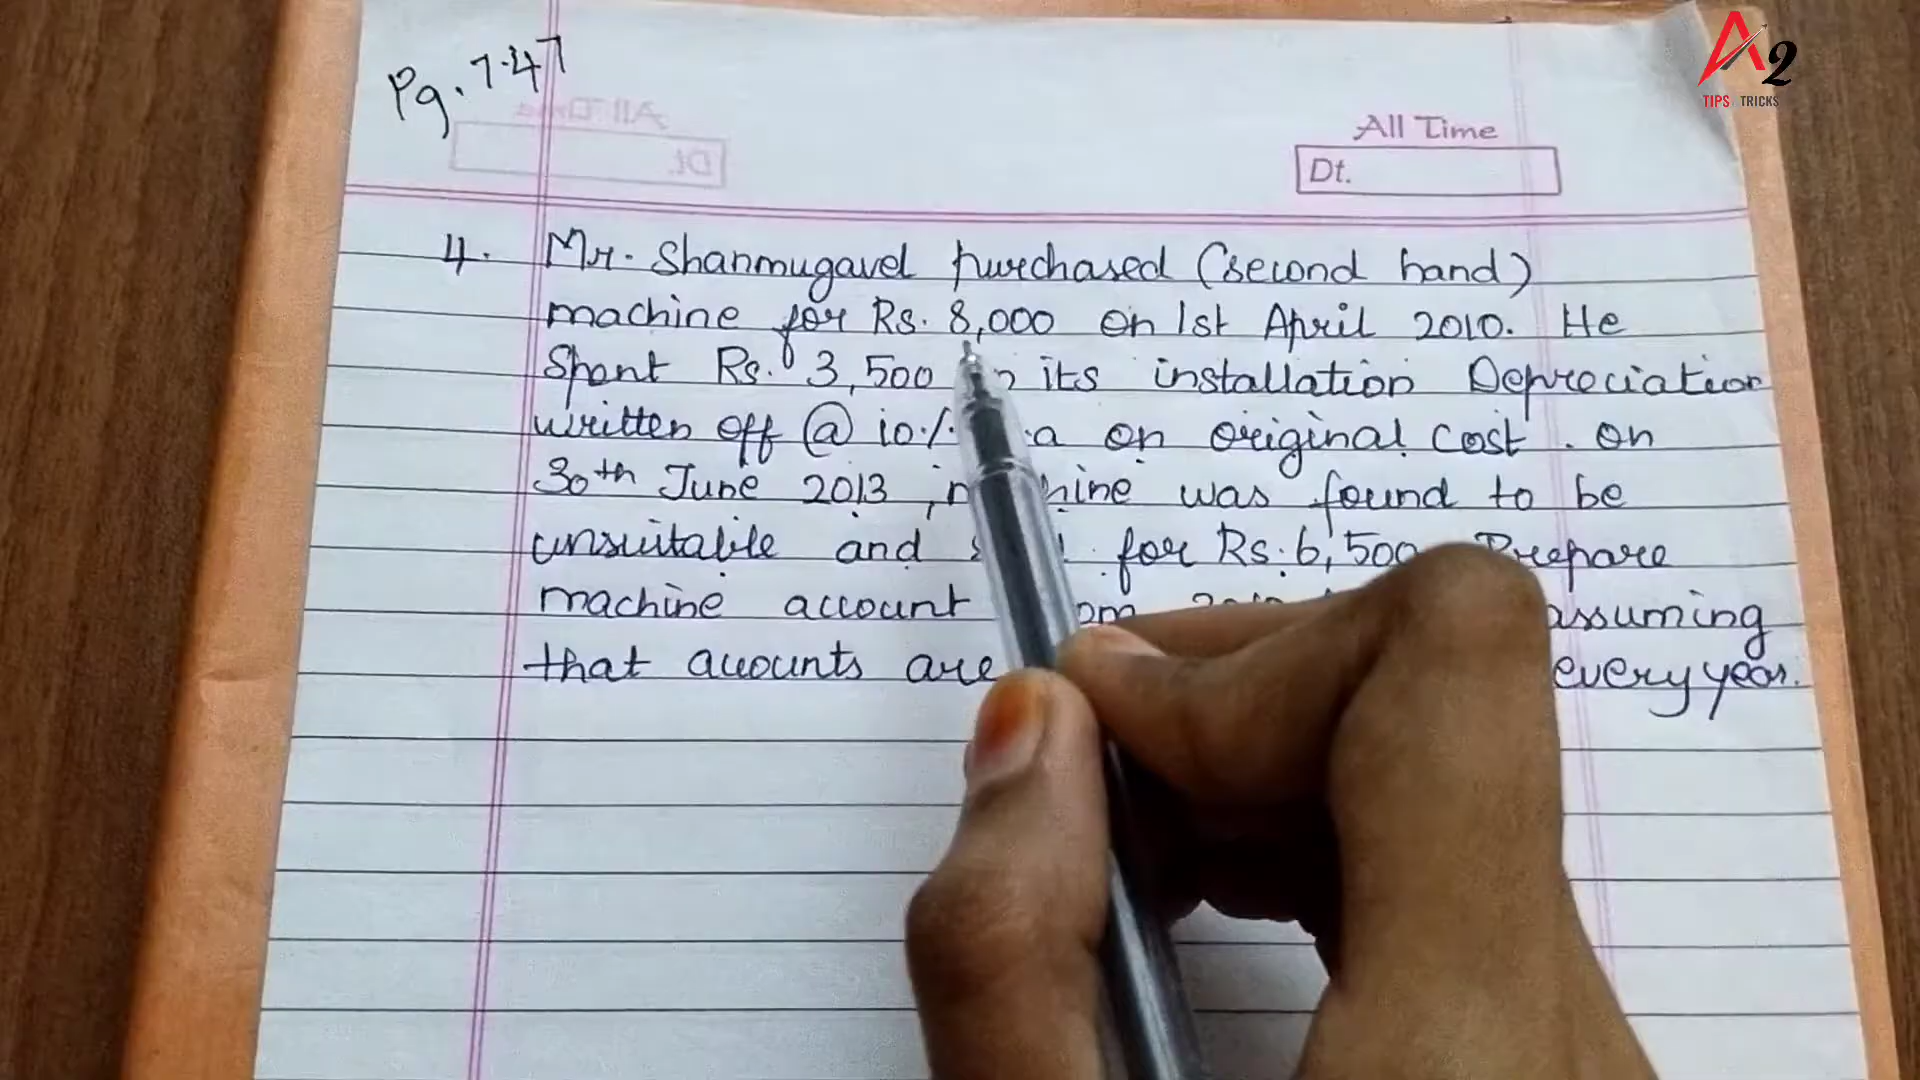 A2
TIPS & TRICKS
Pg. 7.47
All Time
Dt.
4. Mr. Shanmugavel purchased (second hand)
machine for Rs. 8,000 on 1st April 2010. He
Spent Rs. 3,500 its installation Depreciation
written off @ 10% .a on original cost. on
30th June 2013, was found to be
unsuitable and for Rs. 6,500 Prepare
machine account assuming
that accounts are every year.